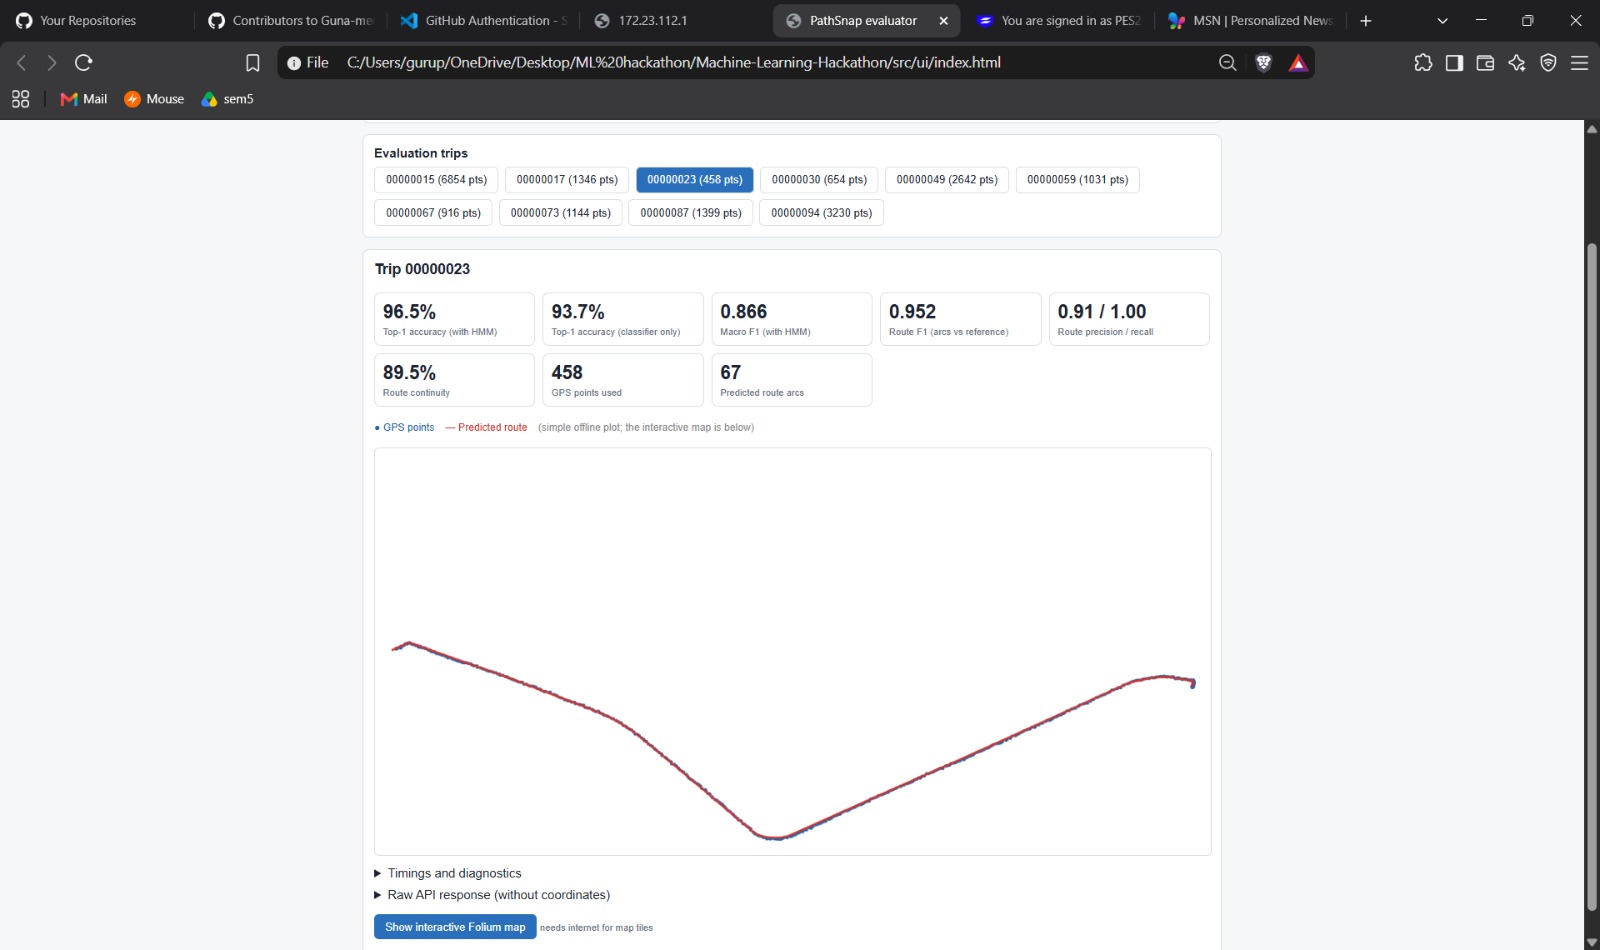 Your Repositories
Contributors to Guna-me
GitHub Authentication - S
172.23.112.1
PathSnap evaluator
You are signed in as PES2
MSN | Personalized News
File C:/Users/gurup/OneDrive/Desktop/ML%20hackathon/Machine-Learning-Hackathon/src/ui/index.html
Mail Mouse sem5
Evaluation trips
00000015 (6854 pts) 00000017 (1346 pts) 00000023 (458 pts) 00000030 (654 pts) 00000049 (2642 pts) 00000059 (1031 pts)
00000067 (916 pts) 00000073 (1144 pts) 00000087 (1399 pts) 00000094 (3230 pts)
Trip 00000023
96.5%
Top-1 accuracy (with HMM)
93.7%
Top-1 accuracy (classifier only)
0.866
Macro F1 (with HMM)
0.952
Route F1 (arcs vs reference)
0.91 / 1.00
Route precision / recall
89.5%
Route continuity
458
GPS points used
67
Predicted route arcs
● GPS points — Predicted route (simple offline plot; the interactive map is below)
▶ Timings and diagnostics
▶ Raw API response (without coordinates)
Show interactive Folium map needs internet for map tiles